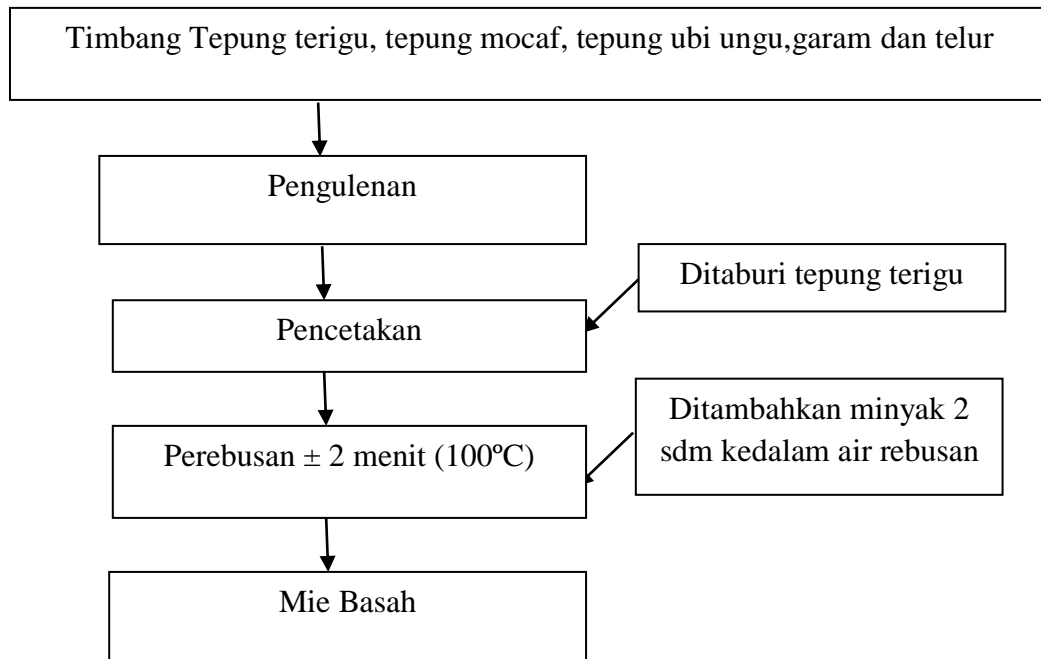 Timbang Tepung terigu, tepung mocaf, tepung ubi ungu,garam dan telur
Pengulenan
Ditaburi tepung terigu
Pencetakan
Ditambahkan minyak 2
sdm kedalam air rebusan
Perebusan ± 2 menit (100ºC)
Mie Basah